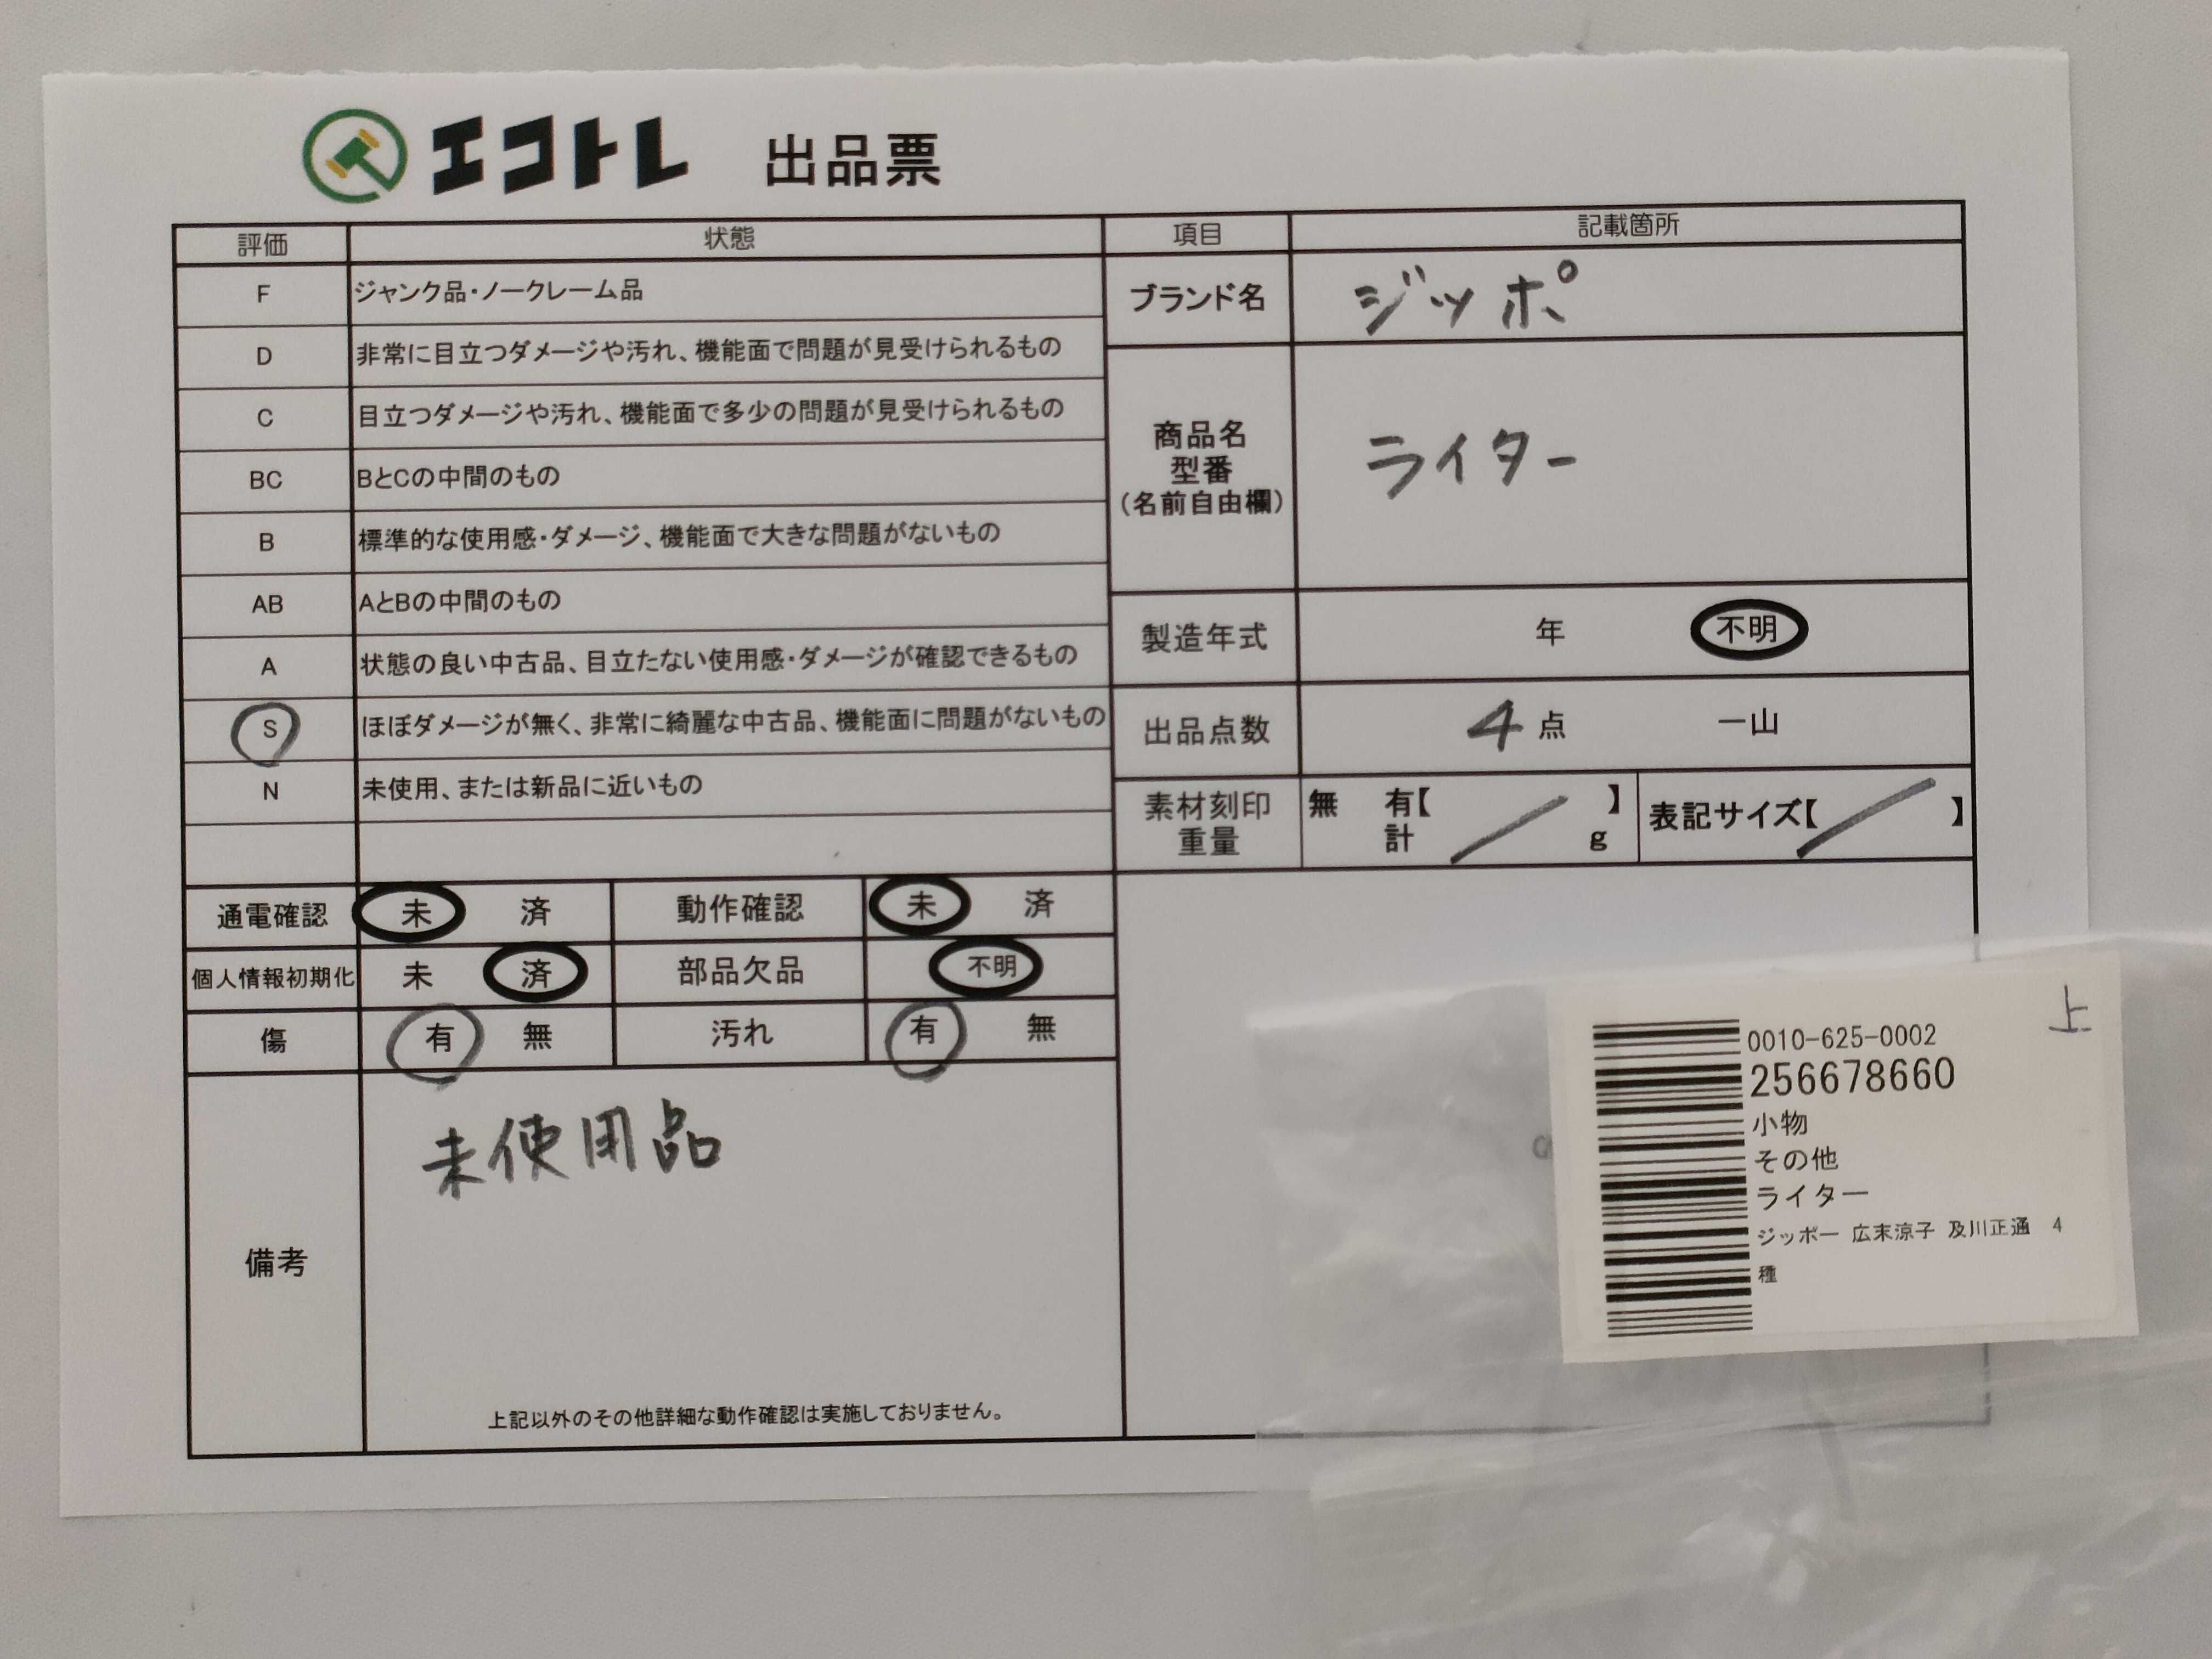 エコトレ 出品票
評価 状態 項目 記載箇所
F ジャンク品・ノークレーム品
D 非常に目立つダメージや汚れ、機能面で問題が見受けられるもの
C 目立つダメージや汚れ、機能面で多少の問題が見受けられるもの
BC BとCの中間のもの
B 標準的な使用感・ダメージ、機能面で大きな問題がないもの
AB AとBの中間のもの
A 状態の良い中古品、目立たない使用感・ダメージが確認できるもの
S ほぼダメージが無く、非常に綺麗な中古品、機能面に問題がないもの
N 未使用、または新品に近いもの
ブランド名 ジッポ
商品名
型番
(名前自由欄)
ライター
製造年式 年 不明
出品点数 4点 一山
素材刻印 無 有【 】
重量 計 g
表記サイズ【 】
通電確認 未 済 動作確認 未 済
個人情報初期化 未 済 部品欠品 不明
傷 有 無 汚れ 有 無
備考
未使用品
上記以外のその他詳細な動作確認は実施しておりません。
上
0010-625-0002
256678660
小物
その他
ライター
ジッポー 広末涼子 及川正通 4
種